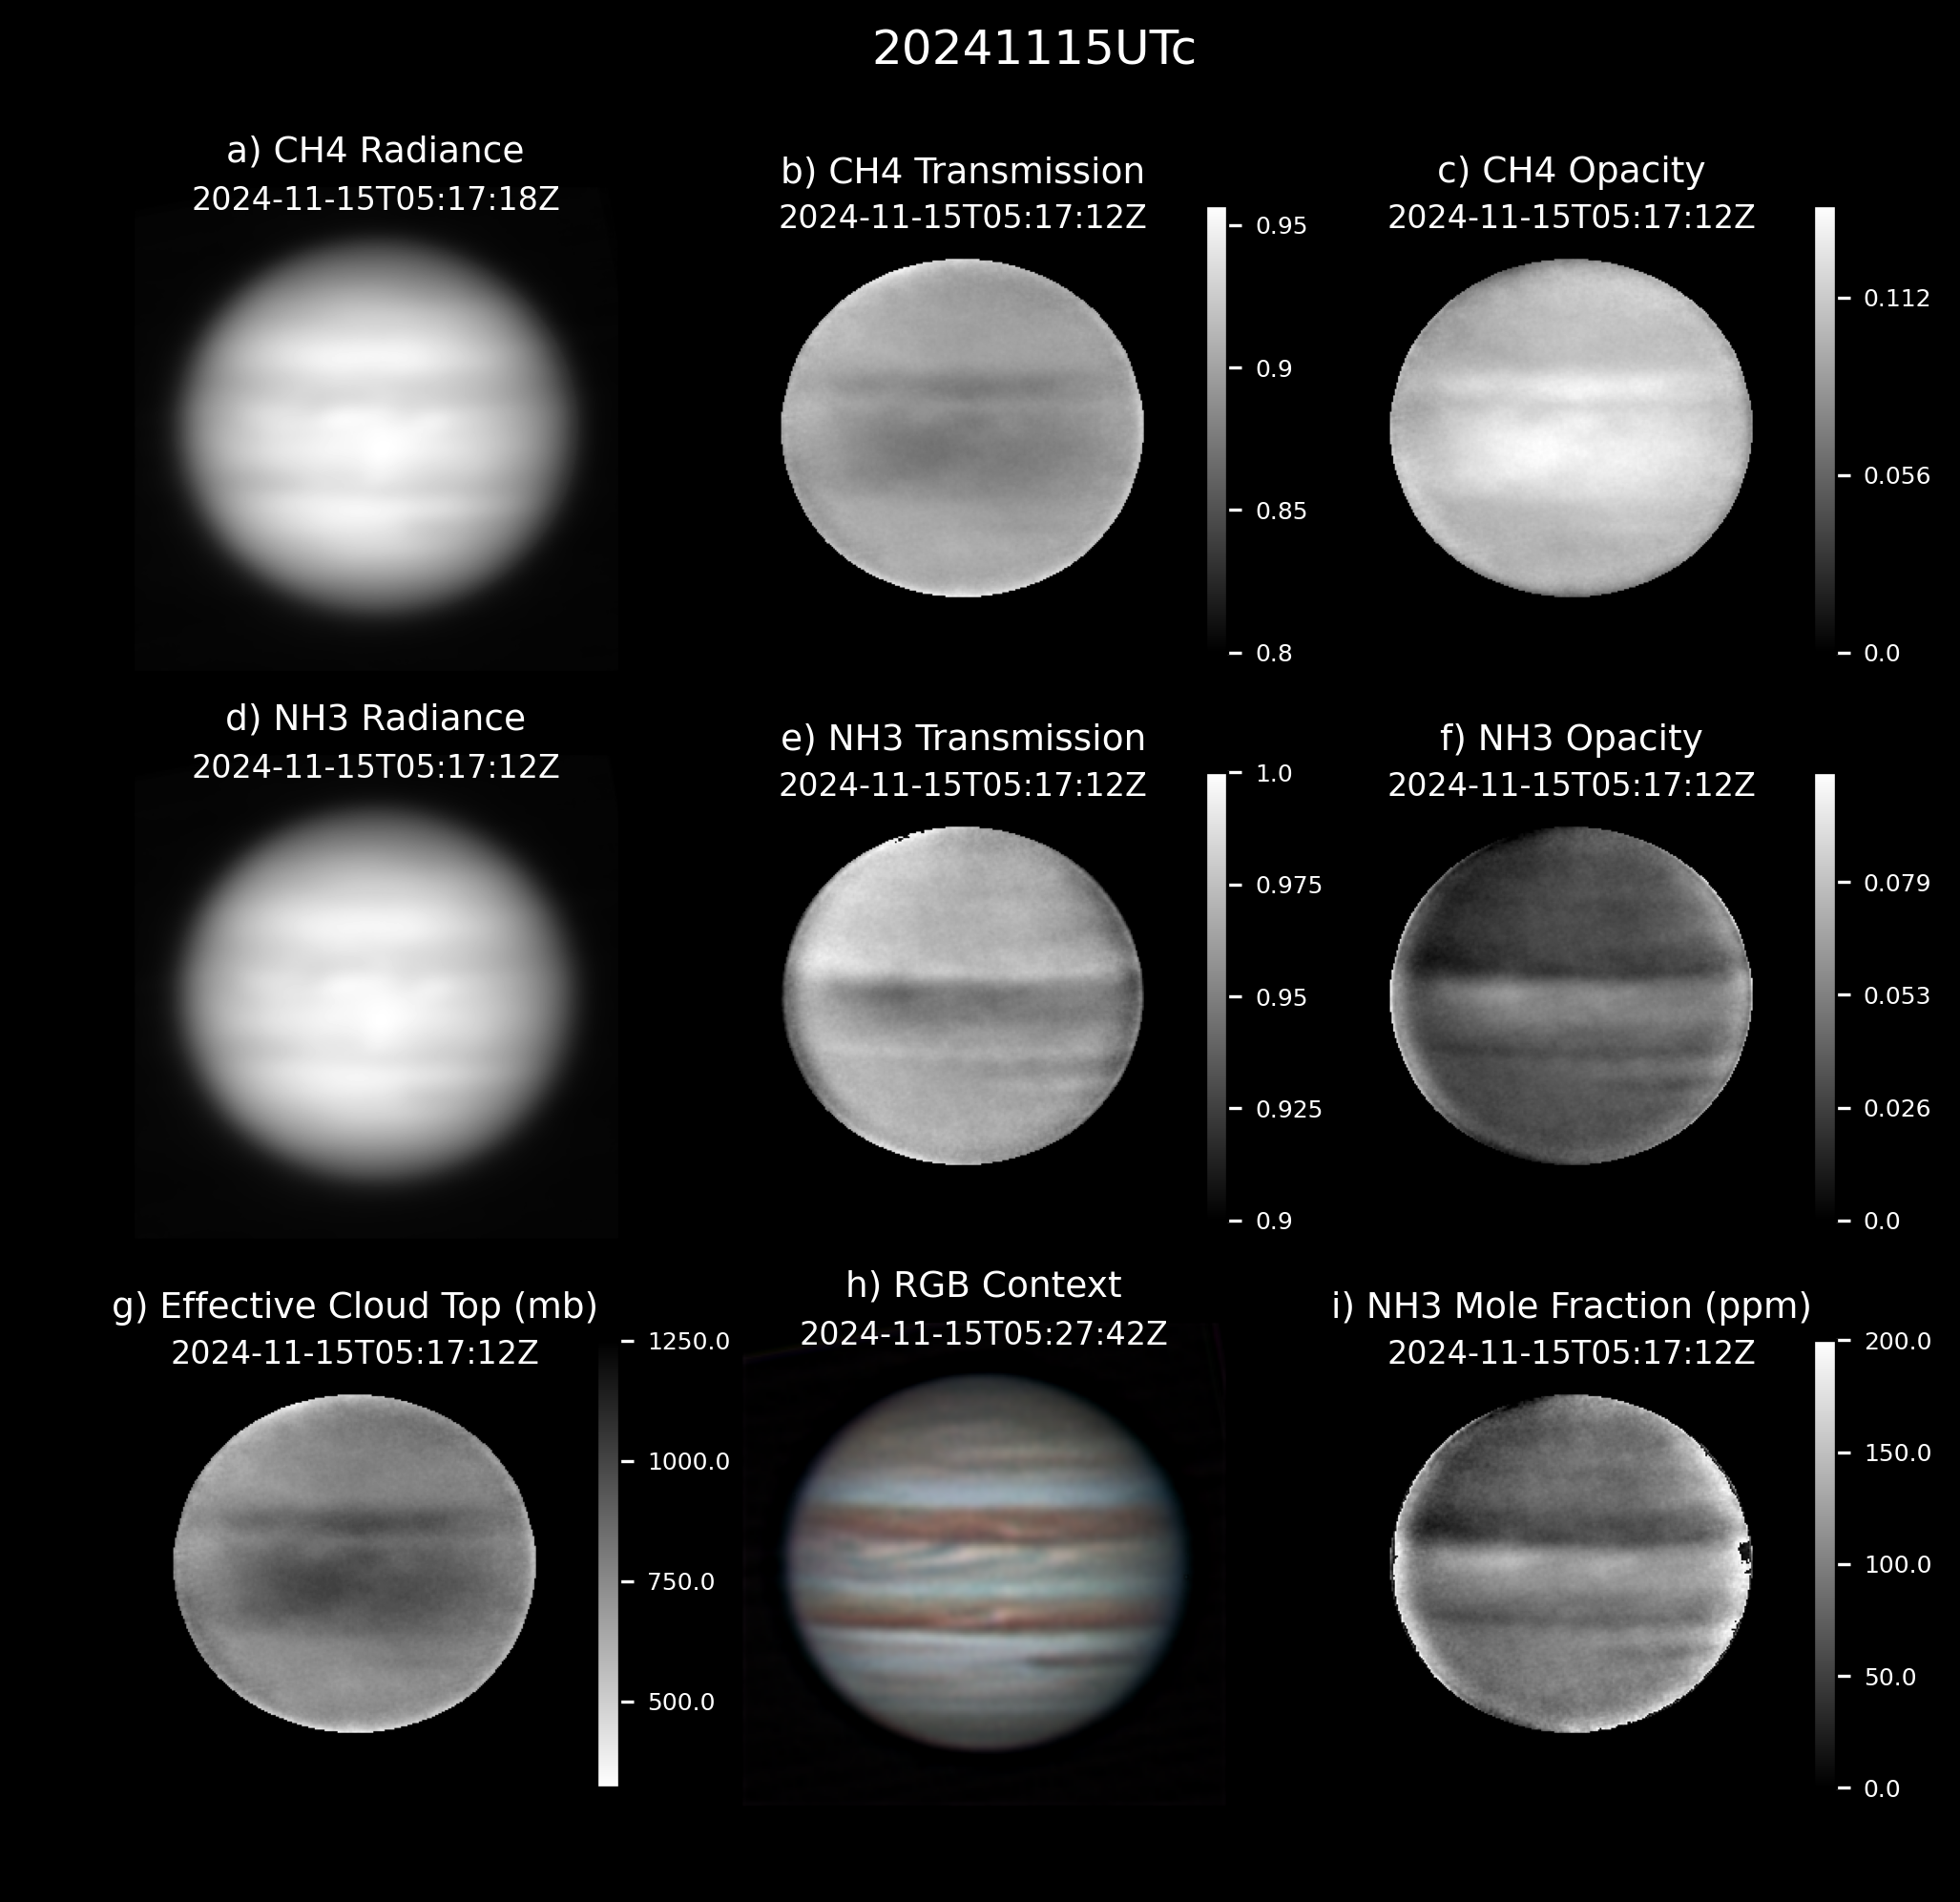 20241115UTc
a) CH4 Radiance
2024-11-15T05:17:18Z
b) CH4 Transmission
2024-11-15T05:17:12Z
0.95
0.9
0.85
0.8
c) CH4 Opacity
2024-11-15T05:17:12Z
0.112
0.056
0.0
d) NH3 Radiance
2024-11-15T05:17:12Z
e) NH3 Transmission
2024-11-15T05:17:12Z
1.0
0.975
0.95
0.925
0.9
f) NH3 Opacity
2024-11-15T05:17:12Z
0.079
0.053
0.026
0.0
g) Effective Cloud Top (mb)
2024-11-15T05:17:12Z
1250.0
1000.0
750.0
500.0
h) RGB Context
2024-11-15T05:27:42Z
i) NH3 Mole Fraction (ppm)
2024-11-15T05:17:12Z
200.0
150.0
100.0
50.0
0.0